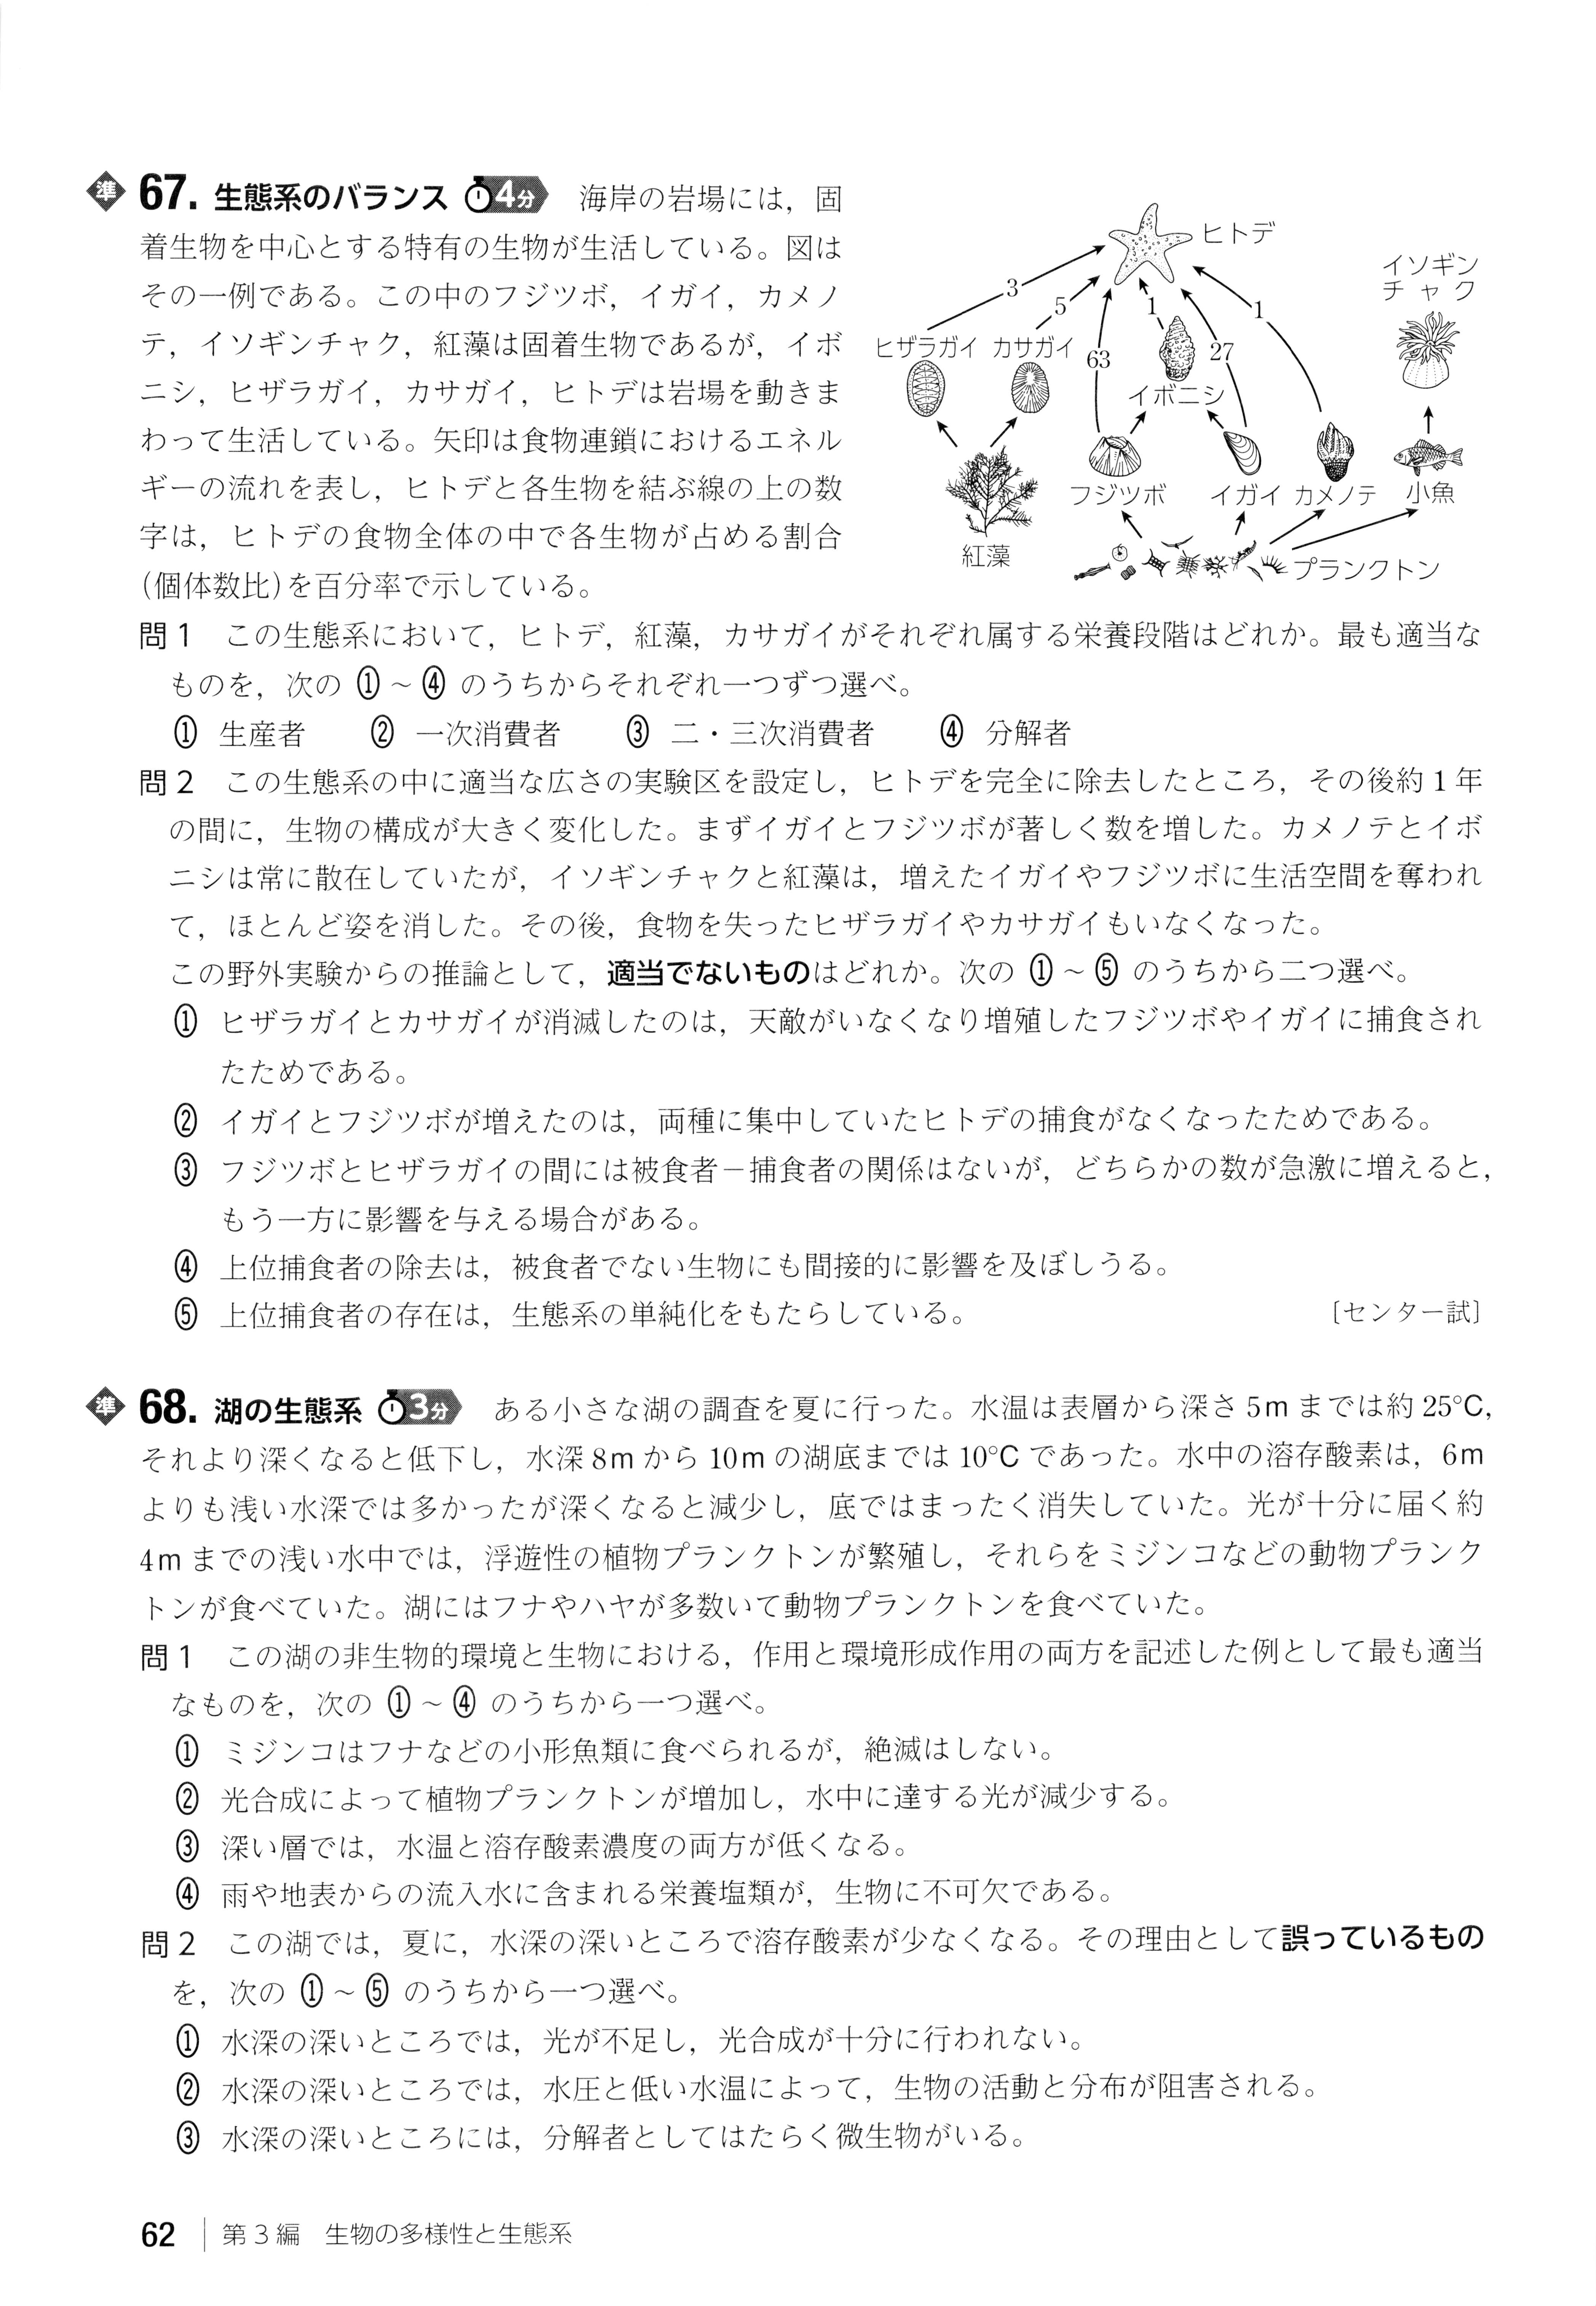 準 67. 生態系のバランス 4分 海岸の岩場には，固
着生物を中心とする特有の生物が生活している。図は
その一例である。この中のフジツボ，イガイ，カメノ
テ，イソギンチャク，紅藻は固着生物であるが，イボ
ニシ，ヒザラガイ，カサガイ，ヒトデは岩場を動きま
わって生活している。矢印は食物連鎖におけるエネル
ギーの流れを表し，ヒトデと各生物を結ぶ線の上の数
字は，ヒトデの食物全体の中で各生物が占める割合
(個体数比)を百分率で示している。
ヒトデ
イソギン
チャク
3
5
1
1
ヒザラガイ カサガイ
63
27
イボニシ
フジツボ イガイ カメノテ 小魚
紅藻
プランクトン
問1 この生態系において，ヒトデ，紅藻，カサガイがそれぞれ属する栄養段階はどれか。最も適当な
ものを，次の ①～④ のうちからそれぞれ一つずつ選べ。
① 生産者 ② 一次消費者 ③ 二・三次消費者 ④ 分解者
問2 この生態系の中に適当な広さの実験区を設定し，ヒトデを完全に除去したところ，その後約1年
の間に，生物の構成が大きく変化した。まずイガイとフジツボが著しく数を増した。カメノテとイボ
ニシは常に散在していたが，イソギンチャクと紅藻は，増えたイガイやフジツボに生活空間を奪われ
て，ほとんど姿を消した。その後，食物を失ったヒザラガイやカサガイもいなくなった。
この野外実験からの推論として，適当でないものはどれか。次の ①～⑤ のうちから二つ選べ。
① ヒザラガイとカサガイが消滅したのは，天敵がいなくなり増殖したフジツボやイガイに捕食され
たためである。
② イガイとフジツボが増えたのは，両種に集中していたヒトデの捕食がなくなったためである。
③ フジツボとヒザラガイの間には被食者－捕食者の関係はないが，どちらかの数が急激に増えると，
もう一方に影響を与える場合がある。
④ 上位捕食者の除去は，被食者でない生物にも間接的に影響を及ぼしうる。
⑤ 上位捕食者の存在は，生態系の単純化をもたらしている。 〔センター試〕
準 68. 湖の生態系 3分 ある小さな湖の調査を夏に行った。水温は表層から深さ5mまでは約25℃，
それより深くなると低下し，水深8mから10mの湖底までは10℃であった。水中の溶存酸素は，6m
よりも浅い水深では多かったが深くなると減少し，底ではまったく消失していた。光が十分に届く約
4mまでの浅い水中では，浮遊性の植物プランクトンが繁殖し，それらをミジンコなどの動物プランク
トンが食べていた。湖にはフナやハヤが多数いて動物プランクトンを食べていた。
問1 この湖の非生物的環境と生物における，作用と環境形成作用の両方を記述した例として最も適当
なものを，次の ①～④ のうちから一つ選べ。
① ミジンコはフナなどの小形魚類に食べられるが，絶滅はしない。
② 光合成によって植物プランクトンが増加し，水中に達する光が減少する。
③ 深い層では，水温と溶存酸素濃度の両方が低くなる。
④ 雨や地表からの流入水に含まれる栄養塩類が，生物に不可欠である。
問2 この湖では，夏に，水深の深いところで溶存酸素が少なくなる。その理由として誤っているもの
を，次の ①～⑤ のうちから一つ選べ。
① 水深の深いところでは，光が不足し，光合成が十分に行われない。
② 水深の深いところでは，水圧と低い水温によって，生物の活動と分布が阻害される。
③ 水深の深いところには，分解者としてはたらく微生物がいる。
62 第3編 生物の多様性と生態系